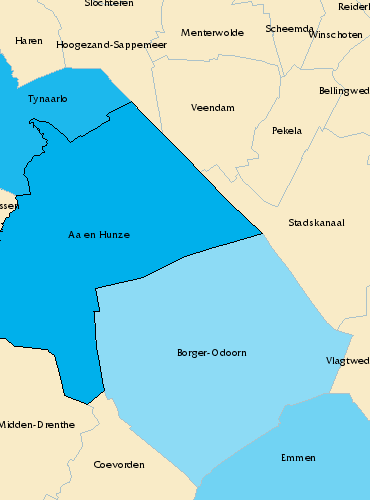 Slochteren
Reider
Menterwolde
Scheemda
Winschoten
Haren
Hoogezand-Sappemeer
Bellingwed
Tynaarlo
Veendam
Pekela
ssen
Stadskanaal
Aa en Hunze
Borger-Odoorn
Vlagtwed
Midden-Drenthe
Emmen
Coevorden